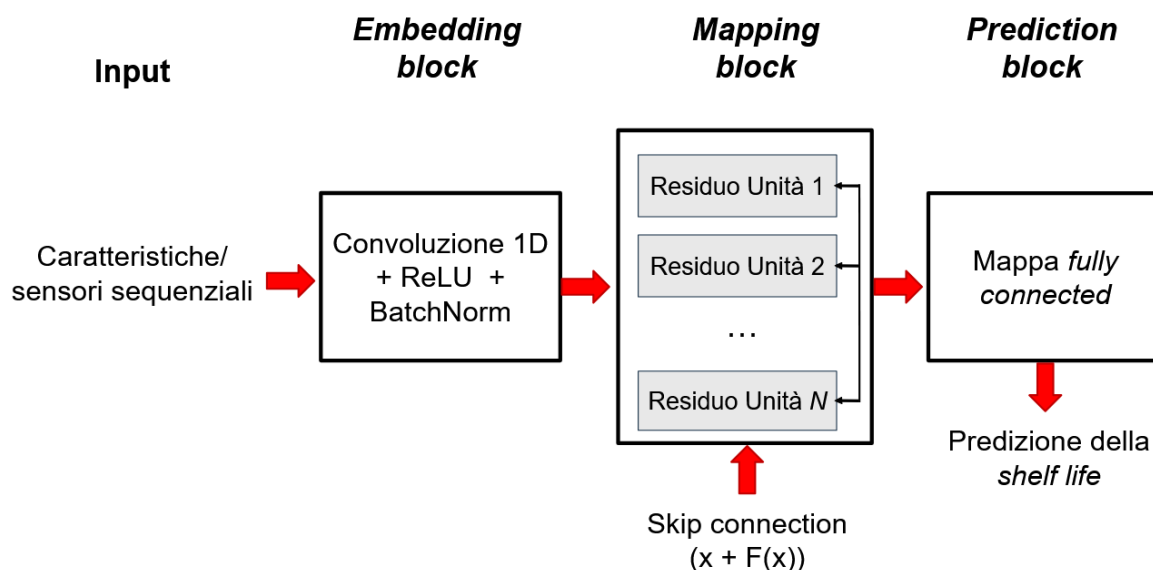 Input
Embedding
block
Mapping
block
Prediction
block
Caratteristiche/
sensori sequenziali
Convoluzione 1D
+ ReLU +
BatchNorm
Residuo Unità 1
Residuo Unità 2
...
Residuo Unità N
Skip connection
(x + F(x))
Mappa fully
connected
Predizione della
shelf life